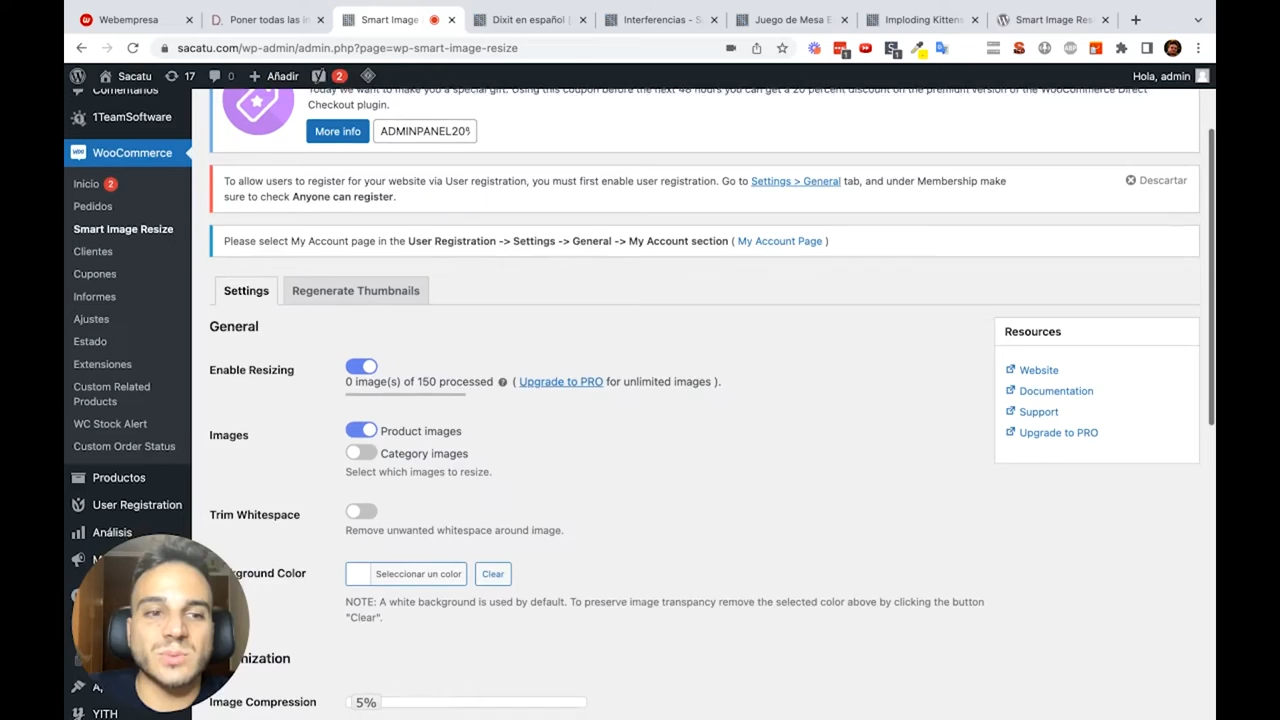 Webempresa
Poner todas las in
Smart Image
Dixit en español
Interferencias - S
Juego de Mesa E
Imploding Kittens
Smart Image Res
sacatu.com/wp-admin/admin.php?page=wp-smart-image-resize
Sacatu
17
0
Añadir
2
Hola, admin
Comentarios
1TeamSoftware
WooCommerce
Inicio 2
Pedidos
Smart Image Resize
Clientes
Cupones
Informes
Ajustes
Estado
Extensiones
Custom Related
Products
WC Stock Alert
Custom Order Status
Productos
User Registration
Análisis
M
A,
YITH
Today we want to make you a special gift. Using this coupon before the next 48 hours you can get a 20 percent discount on the premium version of the WooCommerce Direct
Checkout plugin.
More info
ADMINPANEL20%
To allow users to register for your website via User registration, you must first enable user registration. Go to Settings > General tab, and under Membership make
sure to check Anyone can register.
Descartar
Please select My Account page in the User Registration -> Settings -> General -> My Account section ( My Account Page )
Settings
Regenerate Thumbnails
General
Enable Resizing
0 image(s) of 150 processed ( Upgrade to PRO for unlimited images ).
Images
Product images
Category images
Select which images to resize.
Trim Whitespace
Remove unwanted whitespace around image.
ground Color
Seleccionar un color
Clear
NOTE: A white background is used by default. To preserve image transpancy remove the selected color above by clicking the button
"Clear".
nization
Image Compression
5%
Resources
Website
Documentation
Support
Upgrade to PRO